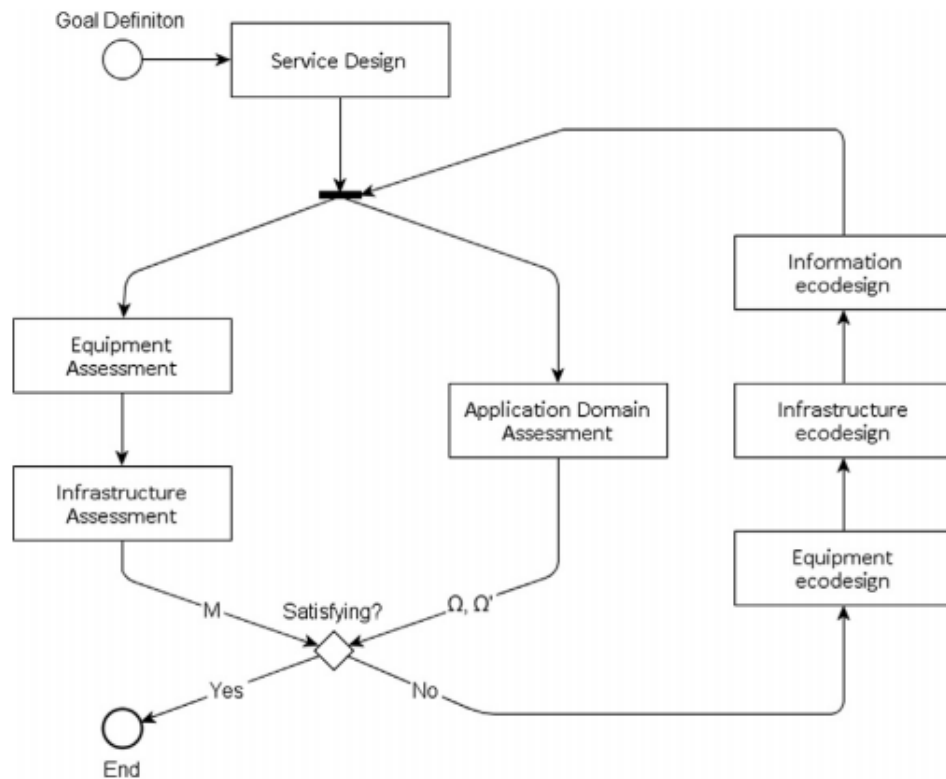 Goal Definiton
Service Design
Information
ecodesign
Equipment
Assessment
Application Domain
Assessment
Infrastructure
ecodesign
Infrastructure
Assessment
Equipment
ecodesign
M
Satisfying?
Ω, Ω'
Yes
No
End